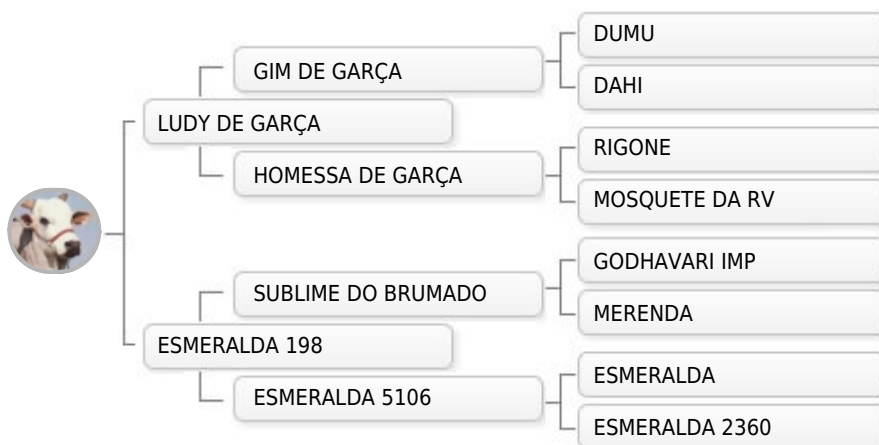 DUMU
GIM DE GARÇA
DAHI
LUDY DE GARÇA
RIGONE
HOMESSA DE GARÇA
MOSQUETE DA RV
GODHAVARI IMP
SUBLIME DO BRUMADO
MERENDA
ESMERALDA 198
ESMERALDA
ESMERALDA 5106
ESMERALDA 2360